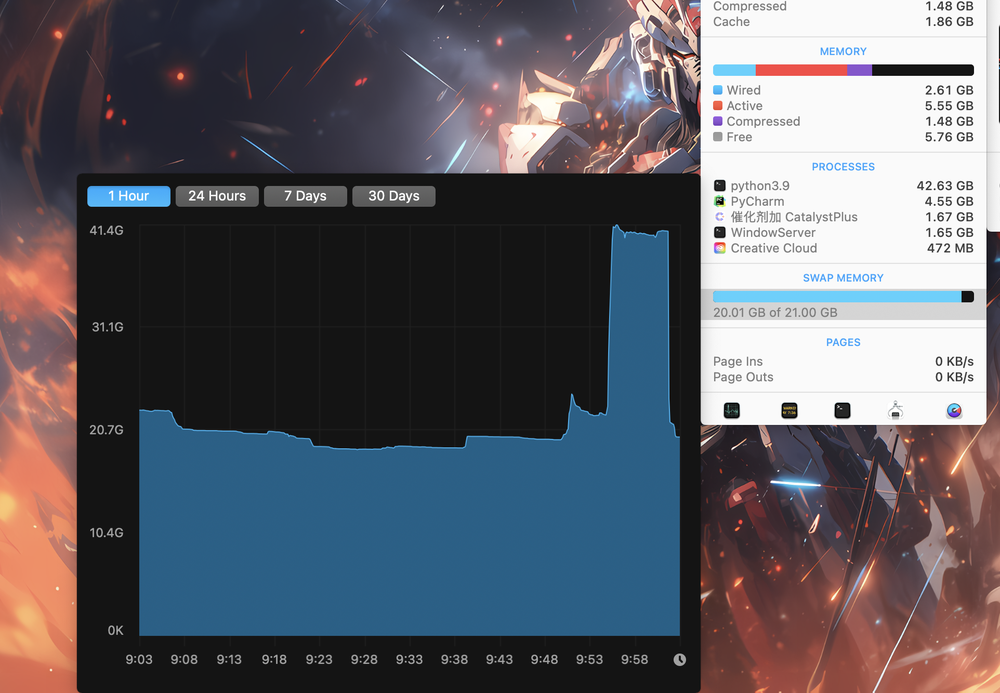 Compressed 1.48 GB
Cache 1.86 GB
MEMORY
Wired 2.61 GB
Active 5.55 GB
Compressed 1.48 GB
Free 5.76 GB
PROCESSES
python3.9 42.63 GB
PyCharm 4.55 GB
催化剂加 CatalystPlus 1.67 GB
WindowServer 1.65 GB
Creative Cloud 472 MB
SWAP MEMORY
20.01 GB of 21.00 GB
PAGES
Page Ins 0 KB/s
Page Outs 0 KB/s
1 Hour 24 Hours 7 Days 30 Days
41.4G
31.1G
20.7G
10.4G
0K
9:03 9:08 9:13 9:18 9:23 9:28 9:33 9:38 9:43 9:48 9:53 9:58